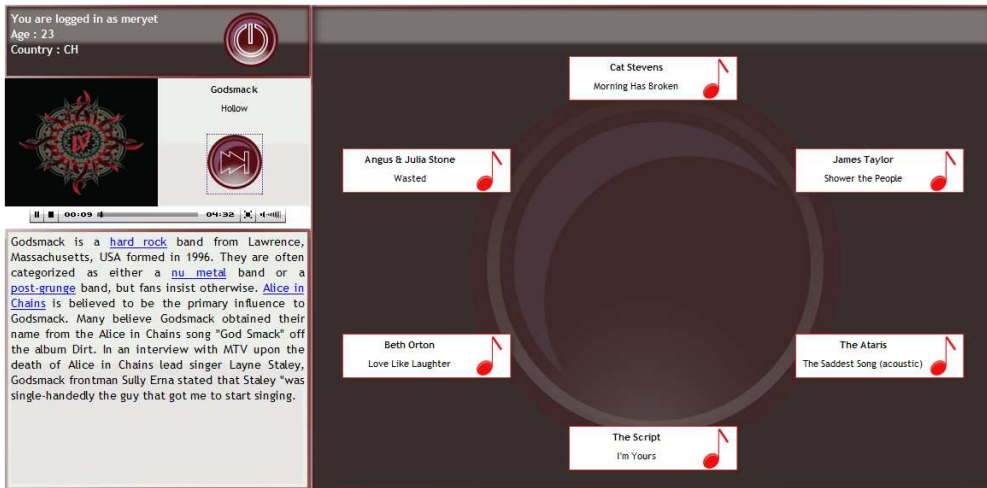 You are logged in as meryet
Age : 23
Country : CH
Godsmack
Hollow
00:09
04:32
Godsmack is a hard rock band from Lawrence,
Massachusetts, USA formed in 1996. They are often
categorized as either a nu metal band or a
post-grunge band, but fans insist otherwise. Alice in
Chains is believed to be the primary influence to
Godsmack. Many believe Godsmack obtained their
name from the Alice in Chains song "God Smack" off
the album Dirt. In an interview with MTV upon the
death of Alice in Chains lead singer Layne Staley,
Godsmack frontman Sully Erna stated that Staley "was
single-handedly the guy that got me to start singing.
Cat Stevens
Morning Has Broken
Angus & Julia Stone
Wasted
James Taylor
Shower the People
Beth Orton
Love Like Laughter
The Ataris
The Saddest Song (acoustic)
The Script
I'm Yours